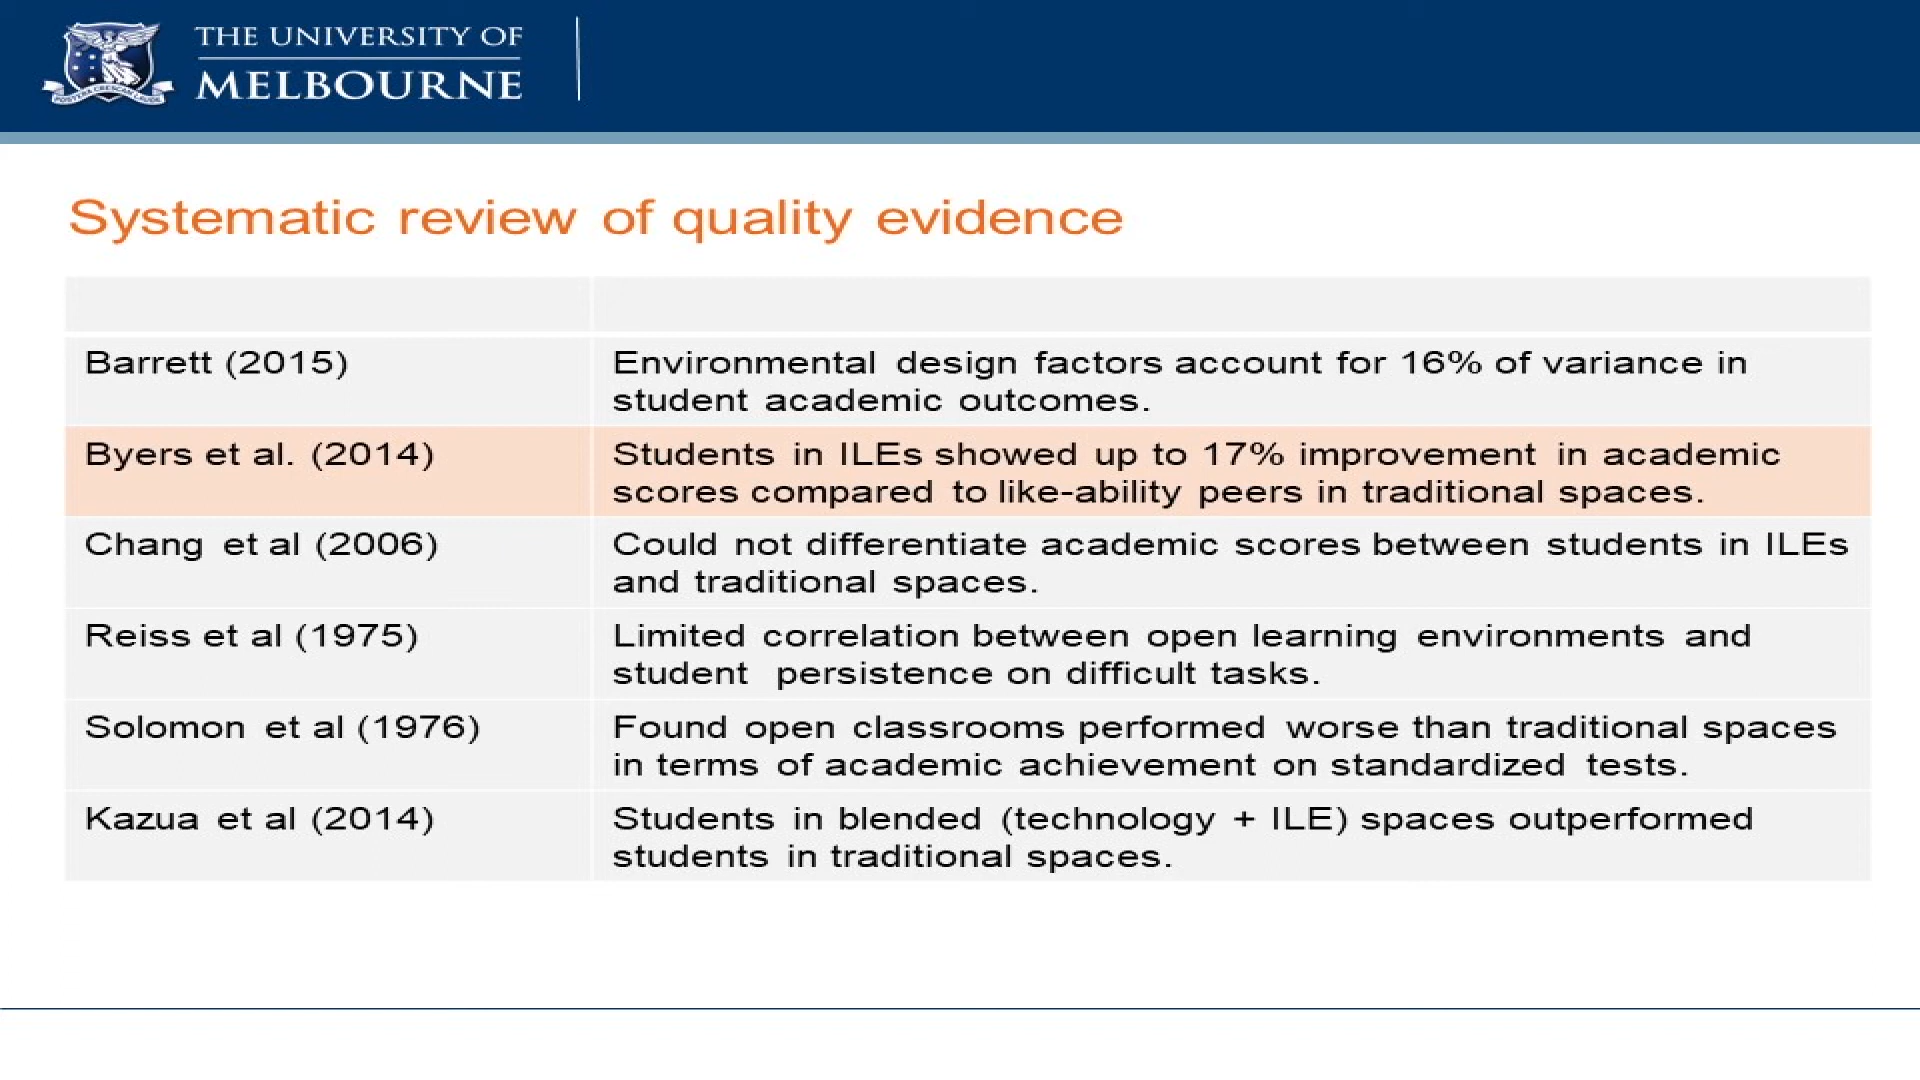 THE UNIVERSITY OF
MELBOURNE
Systematic review of quality evidence
Barrett (2015)
Environmental design factors account for 16% of variance in
student academic outcomes.
Byers et al. (2014)
Students in ILEs showed up to 17% improvement in academic
scores compared to like-ability peers in traditional spaces.
Chang et al (2006)
Could not differentiate academic scores between students in ILEs
and traditional spaces.
Reiss et al (1975)
Limited correlation between open learning environments and
student persistence on difficult tasks.
Solomon et al (1976)
Found open classrooms performed worse than traditional spaces
in terms of academic achievement on standardized tests.
Kazua et al (2014)
Students in blended (technology + ILE) spaces outperformed
students in traditional spaces.